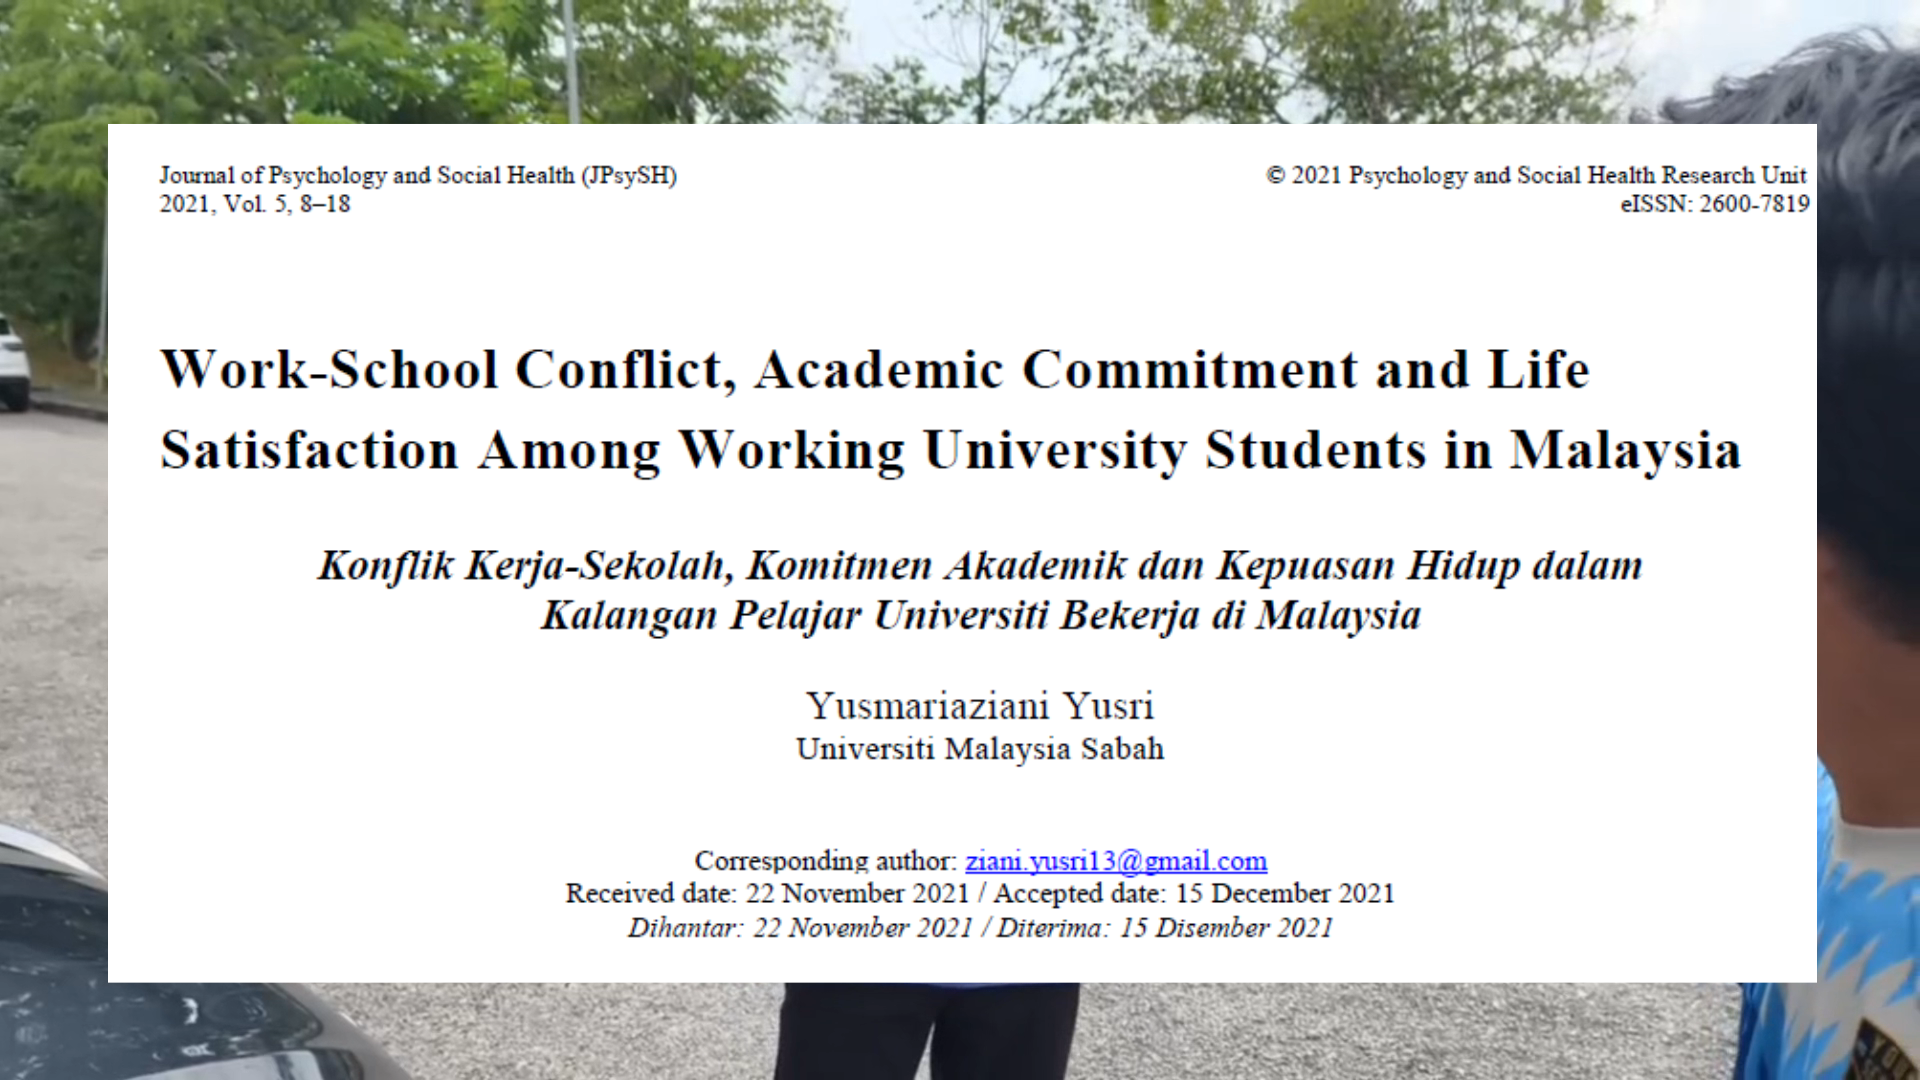 Journal of Psychology and Social Health (JPsySH)
2021, Vol. 5, 8–18
© 2021 Psychology and Social Health Research Unit
eISSN: 2600-7819
Work-School Conflict, Academic Commitment and Life
Satisfaction Among Working University Students in Malaysia
Konflik Kerja-Sekolah, Komitmen Akademik dan Kepuasan Hidup dalam
Kalangan Pelajar Universiti Bekerja di Malaysia
Yusmariaziani Yusri
Universiti Malaysia Sabah
Corresponding author: ziani.yusri13@gmail.com
Received date: 22 November 2021 / Accepted date: 15 December 2021
Dihantar: 22 November 2021 / Diterima: 15 Disember 2021